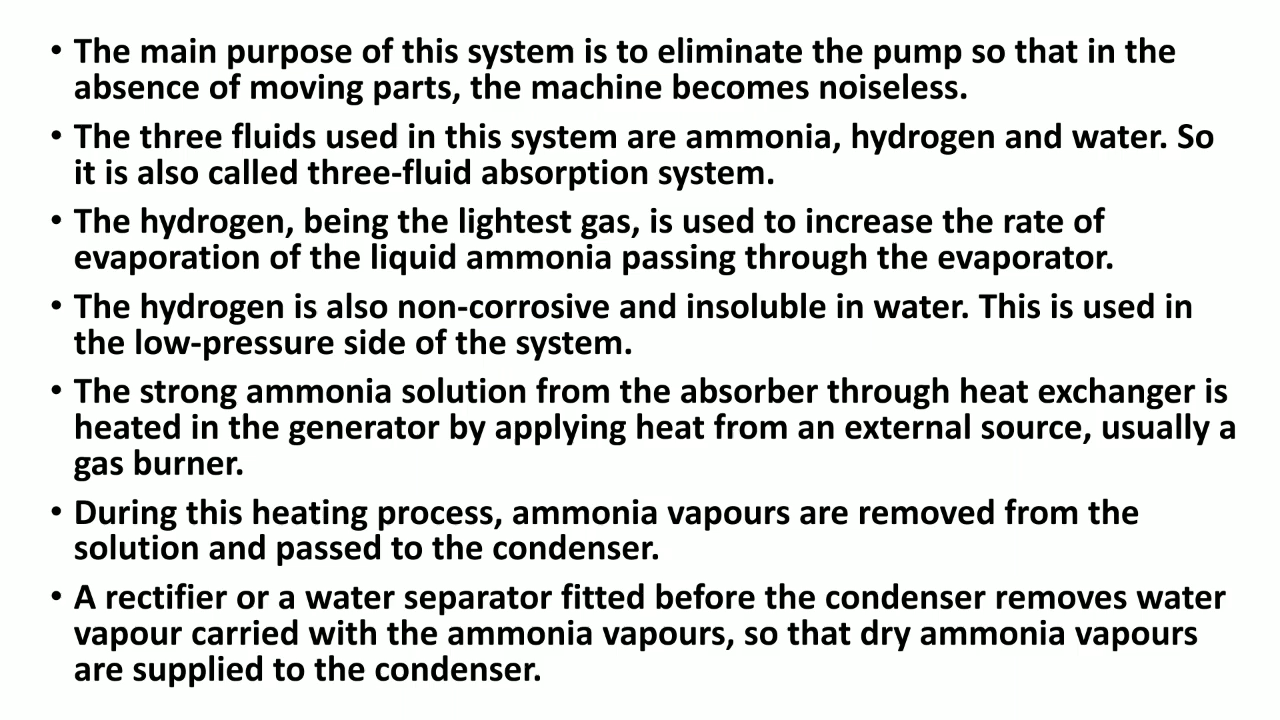 • The main purpose of this system is to eliminate the pump so that in the
absence of moving parts, the machine becomes noiseless.
• The three fluids used in this system are ammonia, hydrogen and water. So
it is also called three-fluid absorption system.
• The hydrogen, being the lightest gas, is used to increase the rate of
evaporation of the liquid ammonia passing through the evaporator.
• The hydrogen is also non-corrosive and insoluble in water. This is used in
the low-pressure side of the system.
• The strong ammonia solution from the absorber through heat exchanger is
heated in the generator by applying heat from an external source, usually a
gas burner.
• During this heating process, ammonia vapours are removed from the
solution and passed to the condenser.
• A rectifier or a water separator fitted before the condenser removes water
vapour carried with the ammonia vapours, so that dry ammonia vapours
are supplied to the condenser.